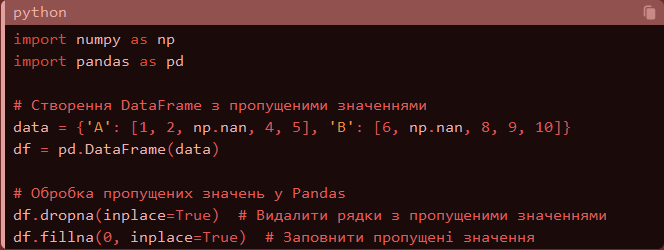 python
import numpy as np
import pandas as pd
# Створення DataFrame з пропущеними значеннями
data = {'A': [1, 2, np.nan, 4, 5], 'B': [6, np.nan, 8, 9, 10]}
df = pd.DataFrame(data)
# Обробка пропущених значень у Pandas
df.dropna(inplace=True)  # Видалити рядки з пропущеними значеннями
df.fillna(0, inplace=True)  # Заповнити пропущені значення